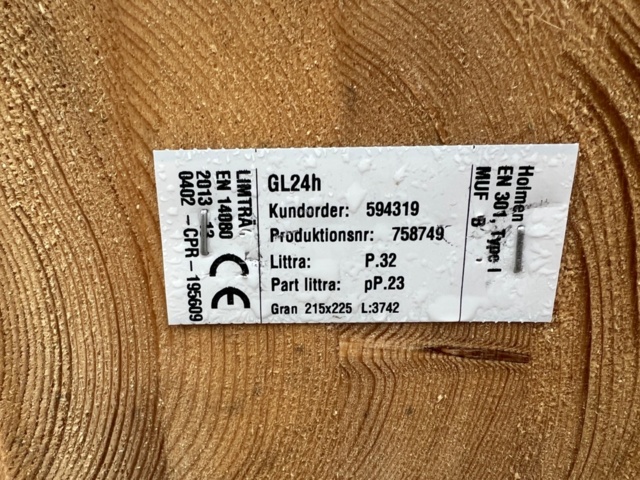 LIMTRÄ
EN 14080
2013
0402 -CPR-195609
CE
GL24h
Kundorder: 594319
Produktionsnr: 758749
Littra: P.32
Part littra: pP.23
Gran 215x225 L:3742
Holmen
EN 301, Type I
MUF B